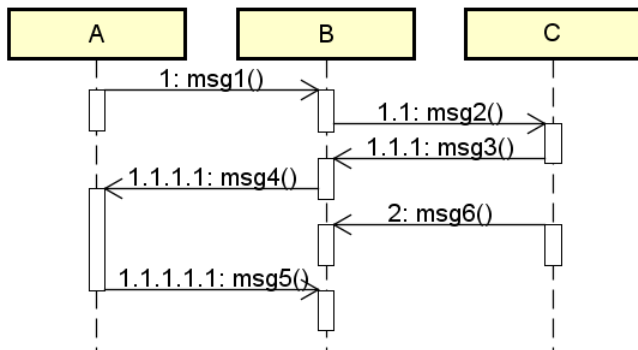 A B C
1: msg1()
1.1: msg2()
1.1.1: msg3()
1.1.1.1: msg4()
2: msg6()
1.1.1.1.1: msg5()